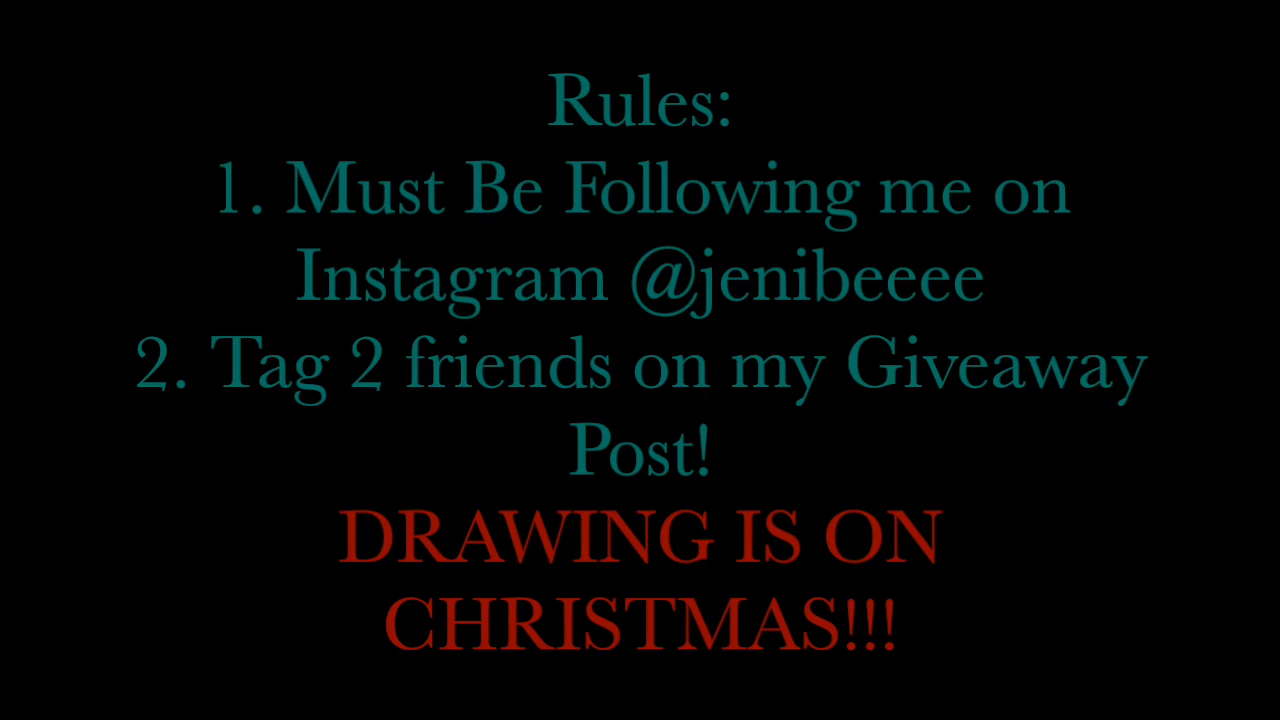 Rules:
1. Must Be Following me on
Instagram @jenibeeee
2. Tag 2 friends on my Giveaway
Post!
DRAWING IS ON
CHRISTMAS!!!